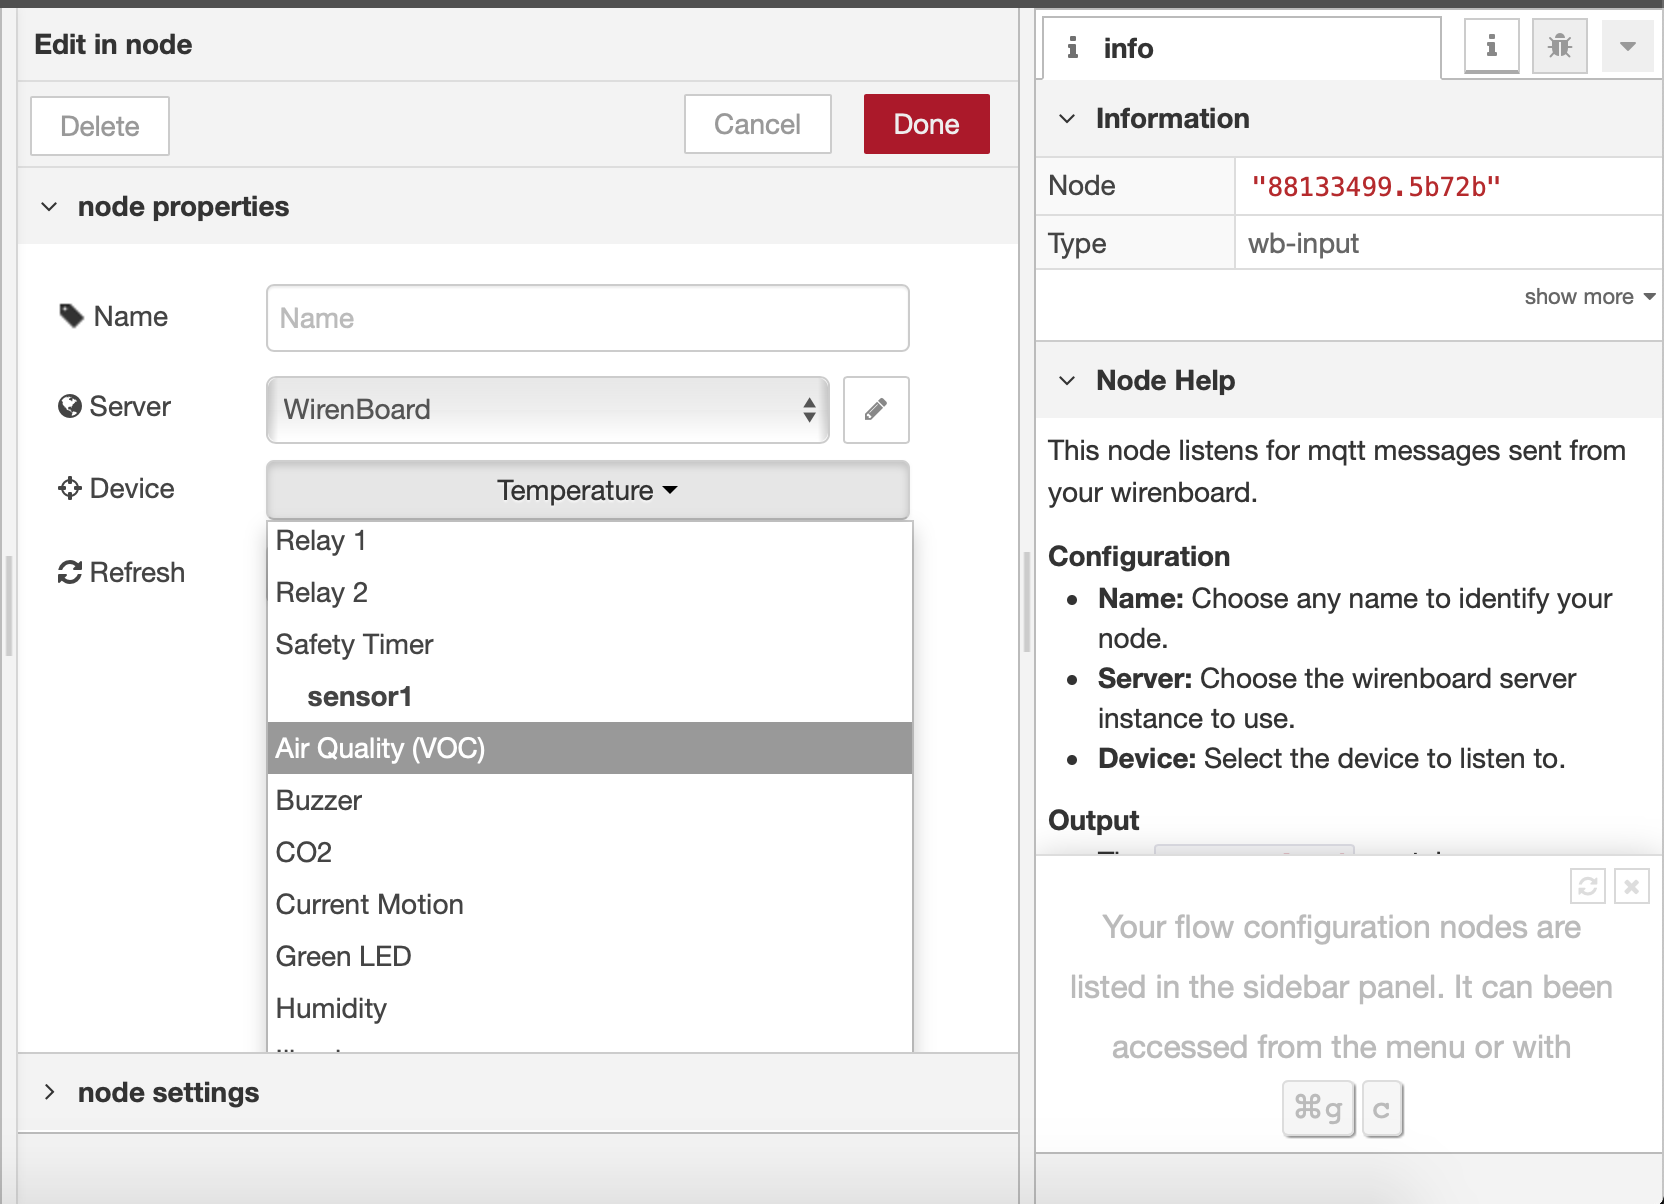 Edit in node
Delete
Cancel
Done
node properties
Name
Name
Server
WirenBoard
Device
Temperature
Refresh
Relay 1
Relay 2
Safety Timer
sensor1
Air Quality (VOC)
Buzzer
CO2
Current Motion
Green LED
Humidity
node settings
info
Information
Node
"88133499.5b72b"
Type
wb-input
show more
Node Help
This node listens for mqtt messages sent from
your wirenboard.
Configuration
Name: Choose any name to identify your
node.
Server: Choose the wirenboard server
instance to use.
Device: Select the device to listen to.
Output
Your flow configuration nodes are
listed in the sidebar panel. It can been
accessed from the menu or with
⌘g c